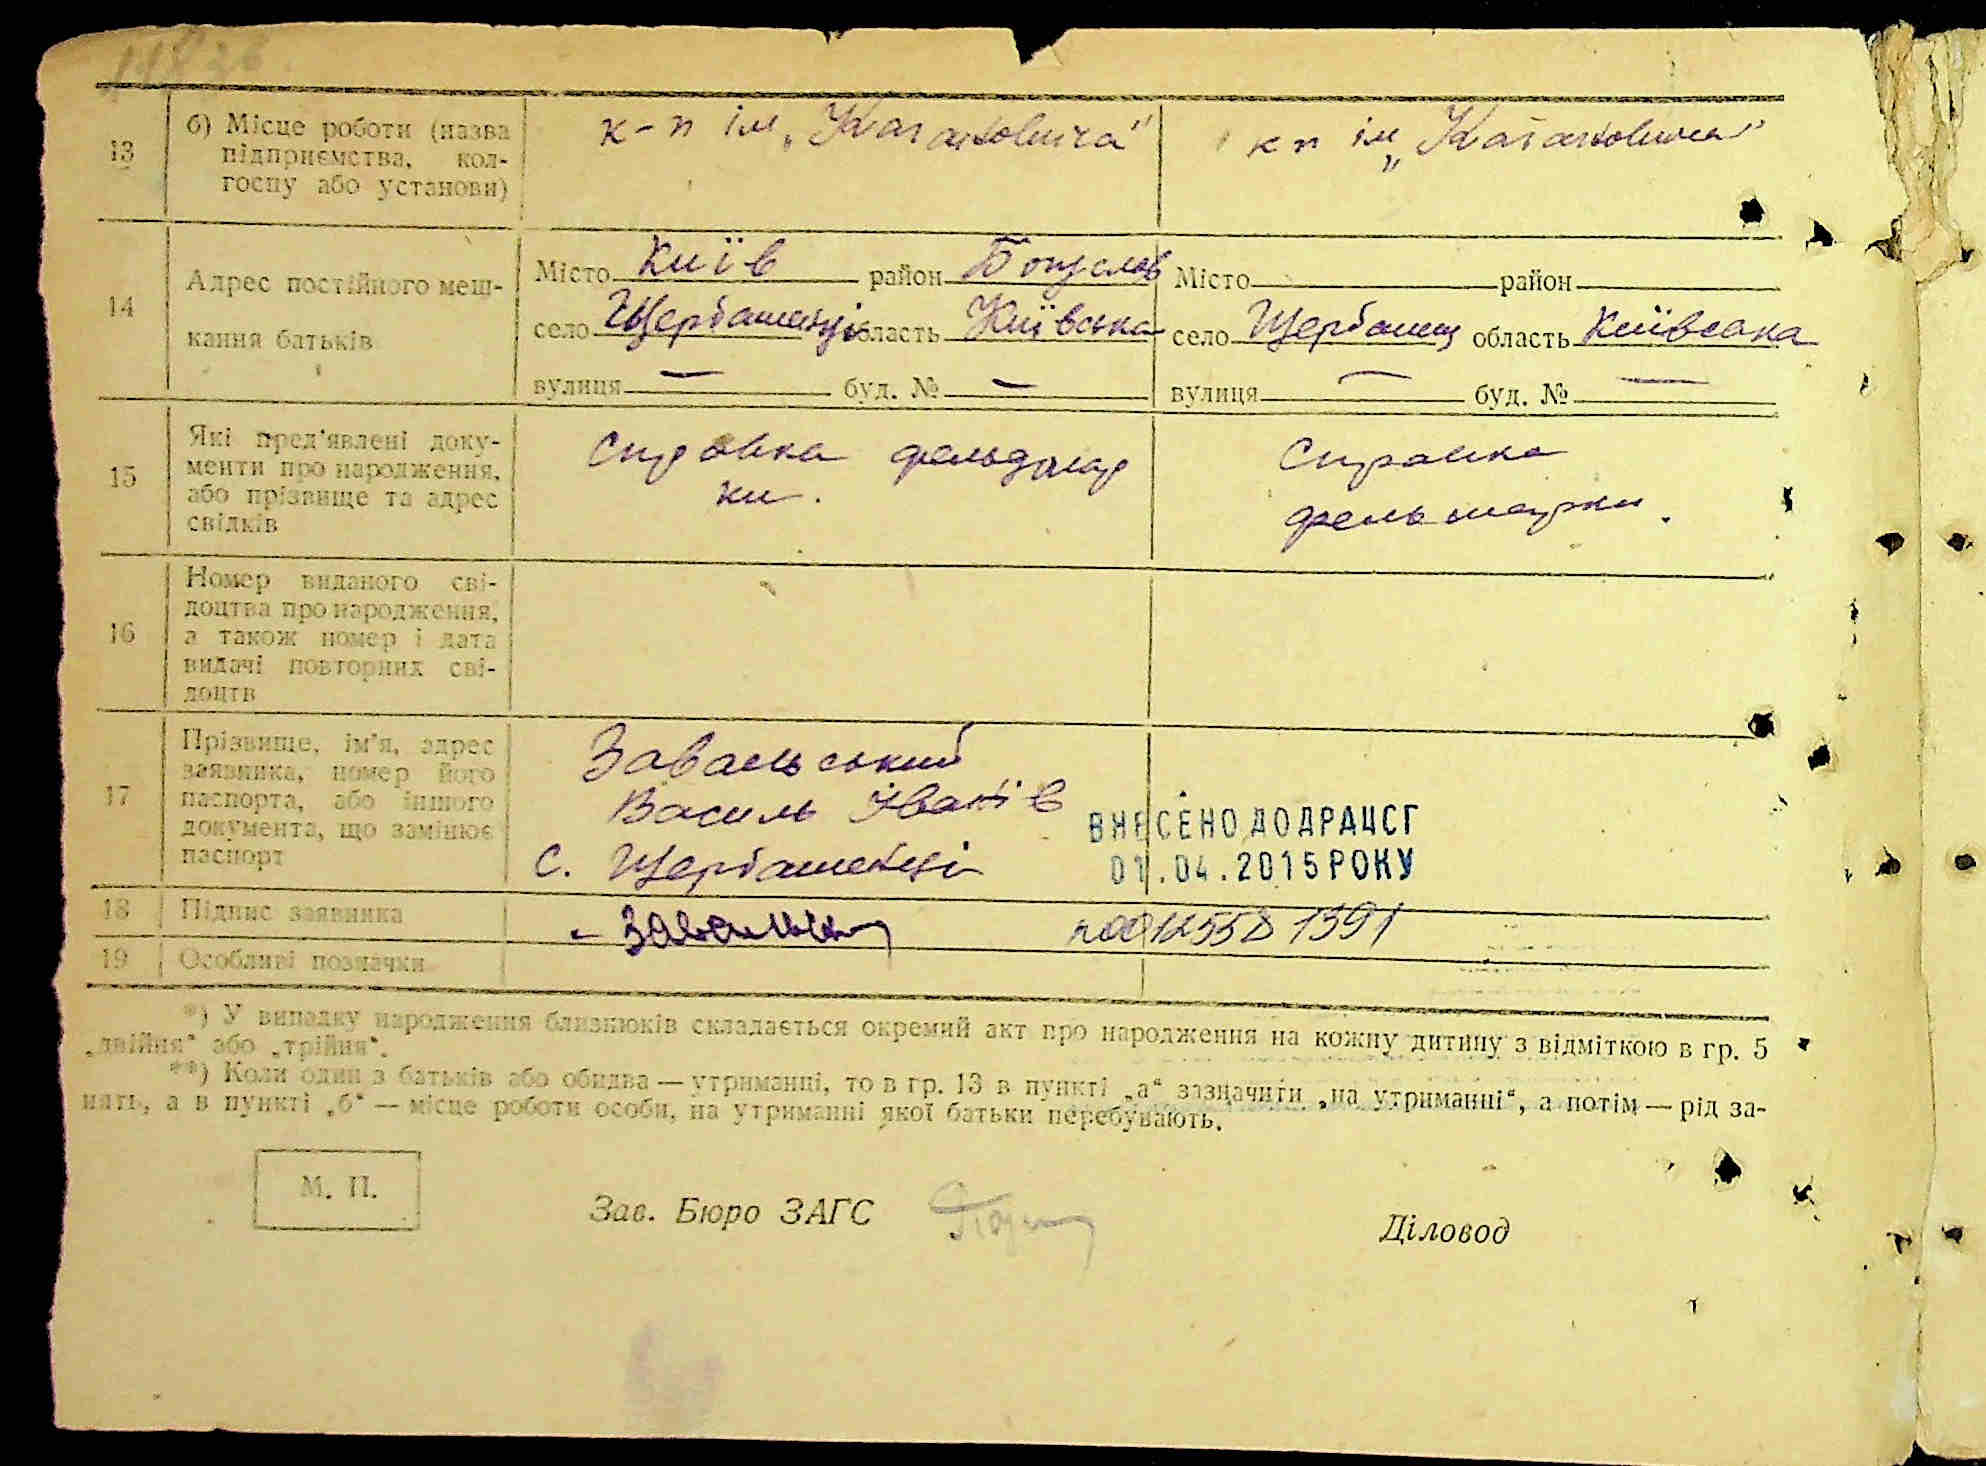 13
б) Місце роботи (назва
підприємства, кол-
госпу або установи)
к-п ім „Кагановича"
кп ім „Кагановича"
14
Адрес постійного меш-
кання батьків
Місто Київ район Богуслав
село Щербашенці область Київська
вулиця — буд. № —
Місто район
село Щербашенц область Київська
вулиця — буд. № —
15
Які пред'явлені доку-
менти про народження,
або прізвище та адрес
свідків
Справка фельдшер
ки.
Справка
фельшерки.
16
Номер виданого сві-
доцтва про народження,
а також номер і дата
видачі повторних сві-
доцтв
17
Прізвище, ім'я, адрес
заявника, номер його
паспорта, або іншого
документа, що замінює
паспорт
Завальський
Василь Іванів
с. Щербашенці
ВНЕСЕНО ДО ДРАЦСГ
01.04.2015 РОКУ
18
Підпис заявника
19
Особливі позначки
*) У випадку народження близнюків складається окремий акт про народження на кожну дитину з відміткою в гр. 5
„двійня" або „трійня".
**) Коли один з батьків або обидва — утриманці, то в гр. 13 в пункті „а" зазначити „на утриманні", а потім — рід за-
нять, а в пункті „б" — місце роботи особи, на утриманні якої батьки перебувають.
М. П.
Зав. Бюро ЗАГС
Діловод